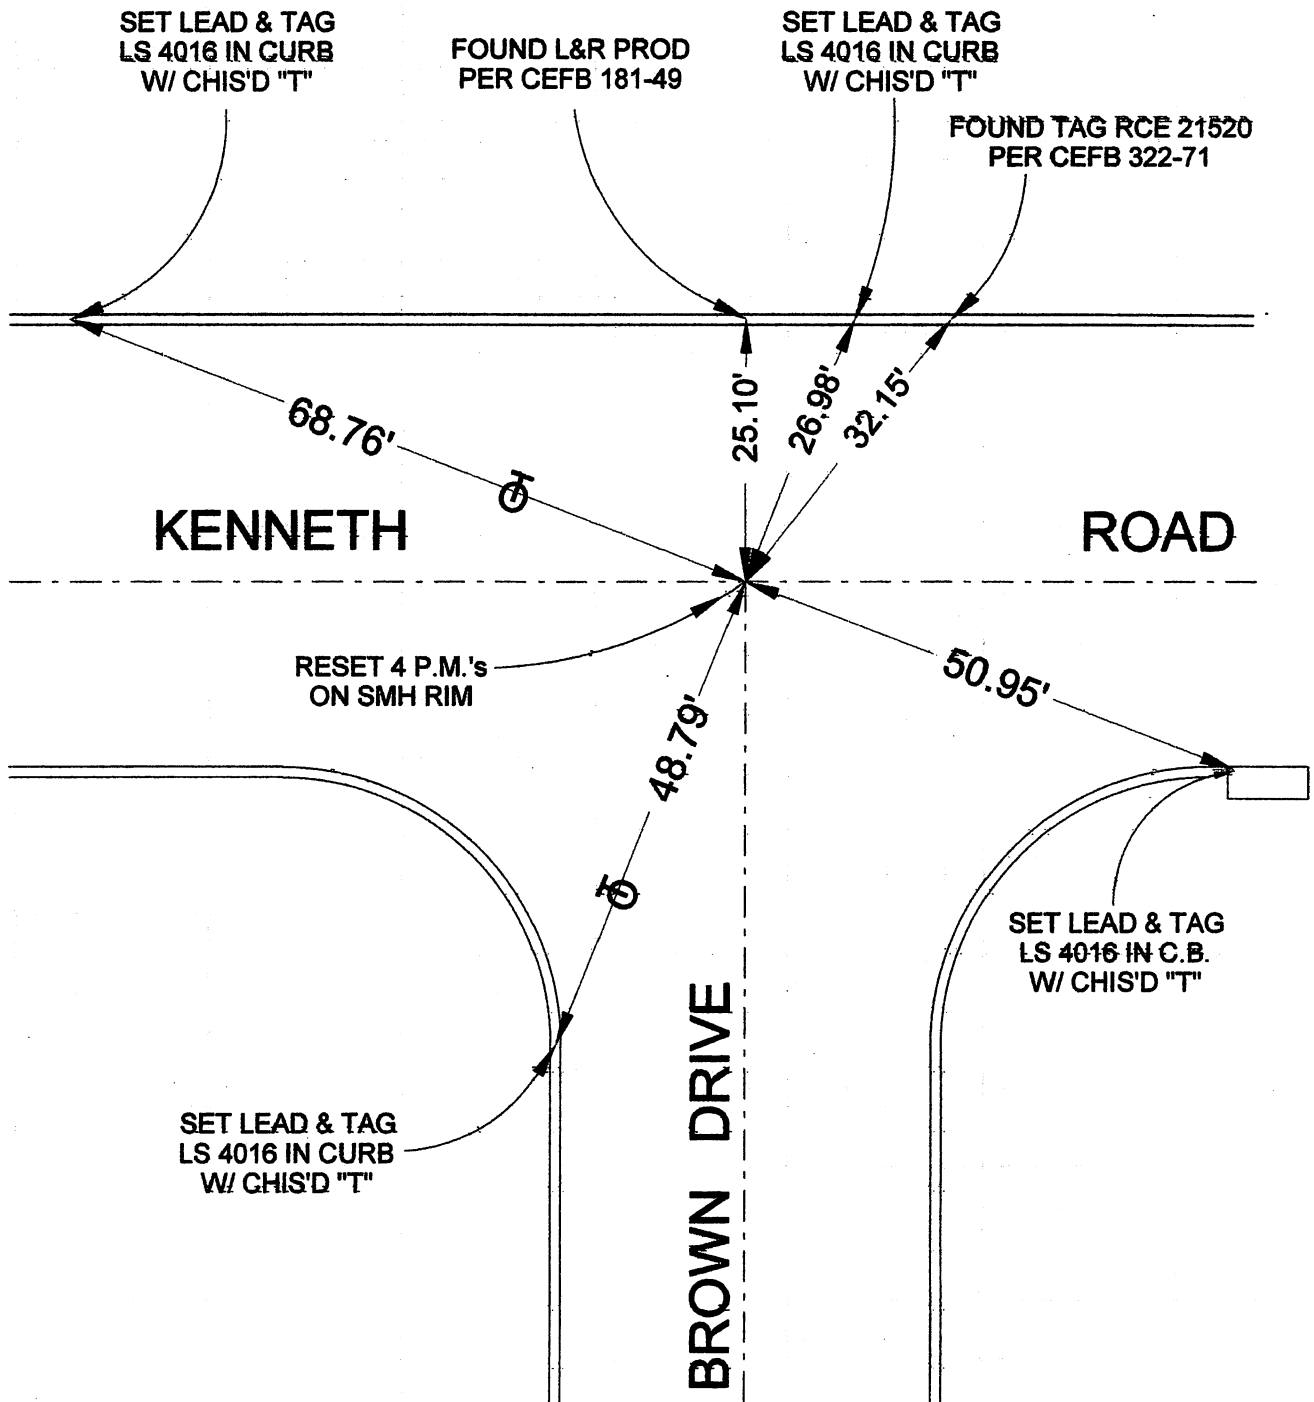 SET LEAD & TAG
LS 4016 IN CURB
W/ CHIS'D "T"
FOUND L&R PROD
PER CEFB 181-49
SET LEAD & TAG
LS 4016 IN CURB
W/ CHIS'D "T"
FOUND TAG RCE 21520
PER CEFB 322-71
68.76'
25.10'
26.98'
32.15'
KENNETH ROAD
RESET 4 P.M.'s
ON SMH RIM
50.95'
48.79'
SET LEAD & TAG
LS 4016 IN C.B.
W/ CHIS'D "T"
BROWN DRIVE
SET LEAD & TAG
LS 4016 IN CURB
W/ CHIS'D "T"